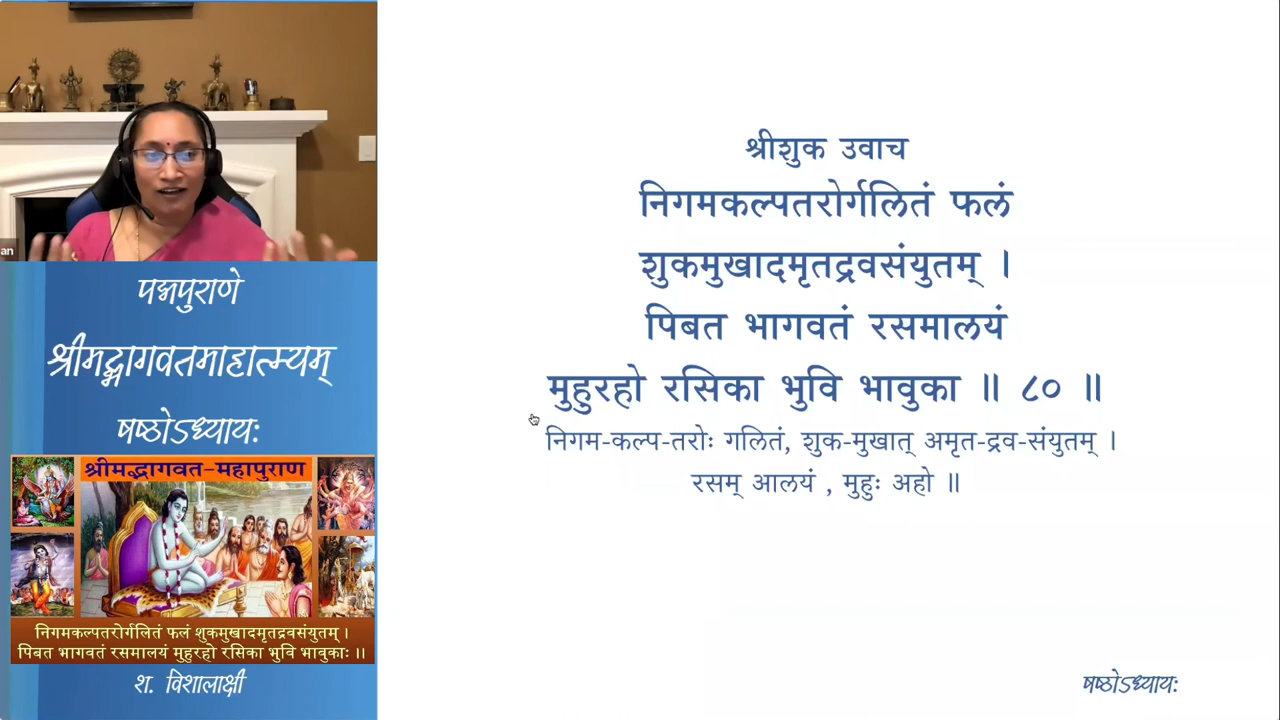 an
पद्मपुराणे
श्रीमद्भागवतमाहात्म्यम्
षष्ठोऽध्यायः
श्रीमद्भागवत-महापुराण
निगमकल्पतरोर्गलितं फलं शुकमुखादमृतद्रवसंयुतम् ।
पिबत भागवतं रसमालयं मुहुरहो रसिका भुवि भावुकाः ।।
श. विशालाक्षी
श्रीशुक उवाच
निगमकल्पतरोर्गलितं फलं
शुकमुखादमृतद्रवसंयुतम् ।
पिबत भागवतं रसमालयं
मुहुरहो रसिका भुवि भावुका ॥ ८० ॥
निगम-कल्प-तरोः गलितं, शुक-मुखात् अमृत-द्रव-संयुतम् ।
रसम् आलयं , मुहुः अहो ॥
षष्ठोऽध्यायः